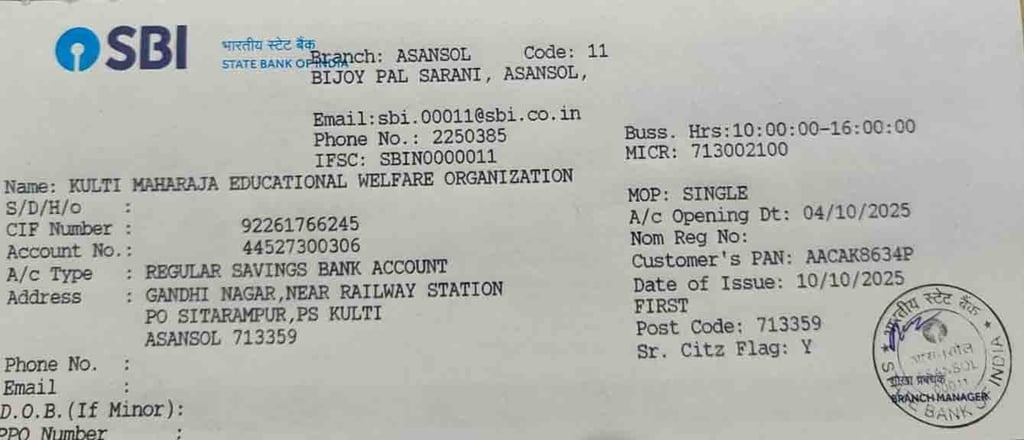 SBI
भारतीय स्टेट बैंक
STATE BANK OF INDIA
Branch: ASANSOL Code: 11
BIJOY PAL SARANI, ASANSOL,
Email:sbi.00011@sbi.co.in
Phone No.: 2250385
IFSC: SBIN0000011
Buss. Hrs:10:00:00-16:00:00
MICR: 713002100
Name: KULTI MAHARAJA EDUCATIONAL WELFARE ORGANIZATION
S/D/H/o :
CIF Number : 92261766245
Account No.: 44527300306
A/c Type : REGULAR SAVINGS BANK ACCOUNT
Address : GANDHI NAGAR,NEAR RAILWAY STATION
PO SITARAMPUR,PS KULTI
ASANSOL 713359
Phone No. :
Email :
D.O.B.(If Minor):
PPO Number :
MOP: SINGLE
A/c Opening Dt: 04/10/2025
Nom Reg No:
Customer's PAN: AACAK8634P
Date of Issue: 10/10/2025
FIRST
Post Code: 713359
Sr. Citz Flag: Y
भारतीय स्टेट बैंक
ASANSOL
00011
शाखा प्रबंधक
BRANCH MANAGER
STATE BANK OF INDIA